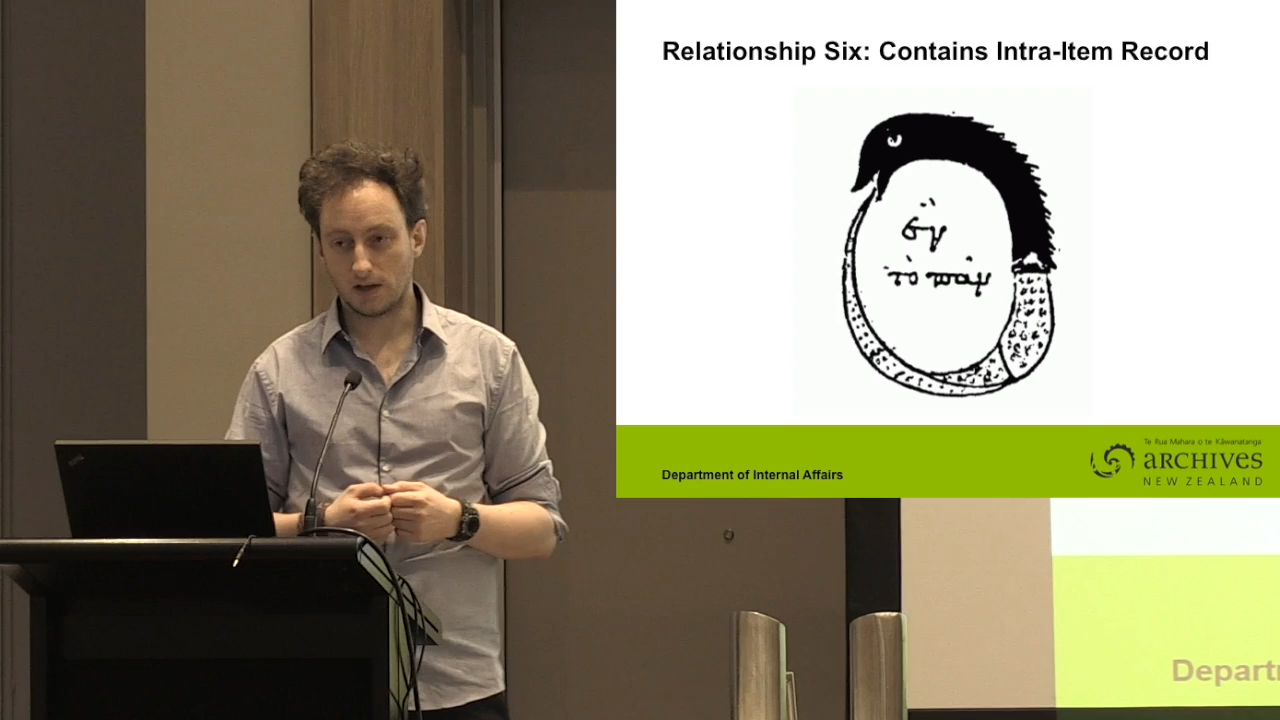 Relationship Six: Contains Intra-Item Record
ἓν
τὸ πᾶν
Department of Internal Affairs
Te Rua Mahara o te Kāwanatanga
ARCHIVES
NEW ZEALAND
Depart